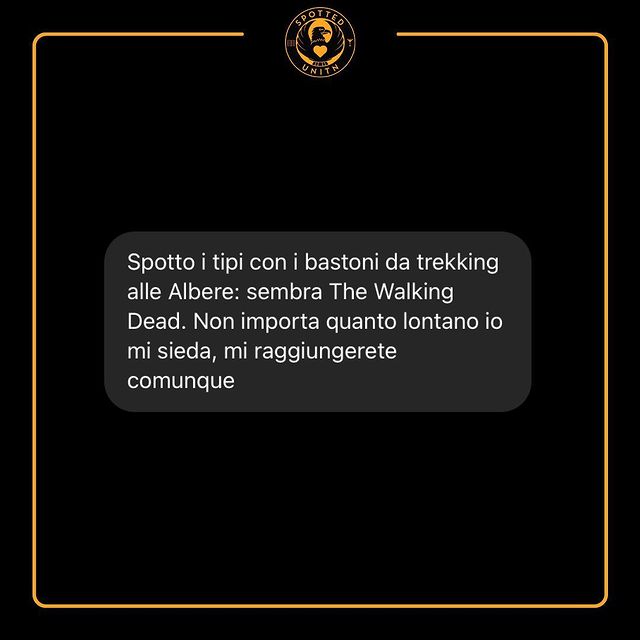 SPOTTED
UNITN
Spotto i tipi con i bastoni da trekking
alle Albere: sembra The Walking
Dead. Non importa quanto lontano io
mi sieda, mi raggiungerete
comunque